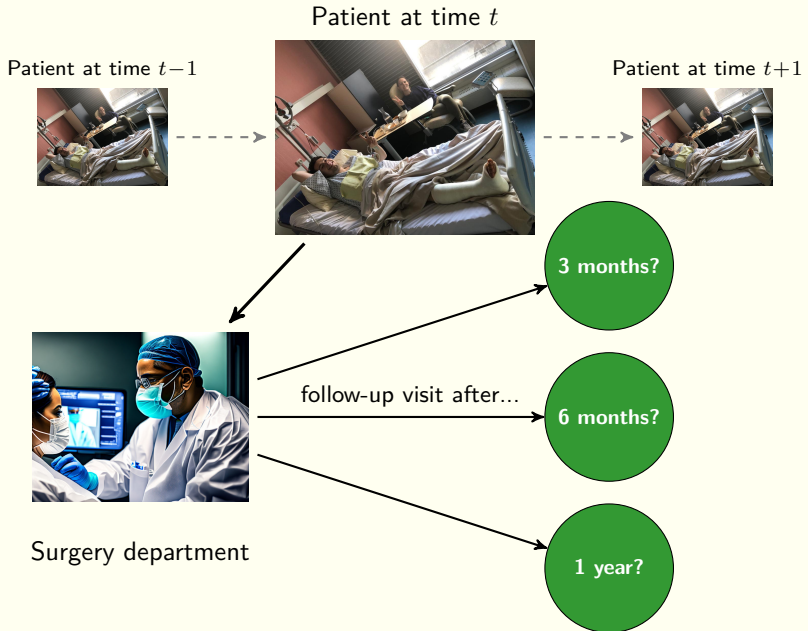 Patient at time t
Patient at time t−1
Patient at time t+1
3 months?
follow-up visit after...
6 months?
Surgery department
1 year?